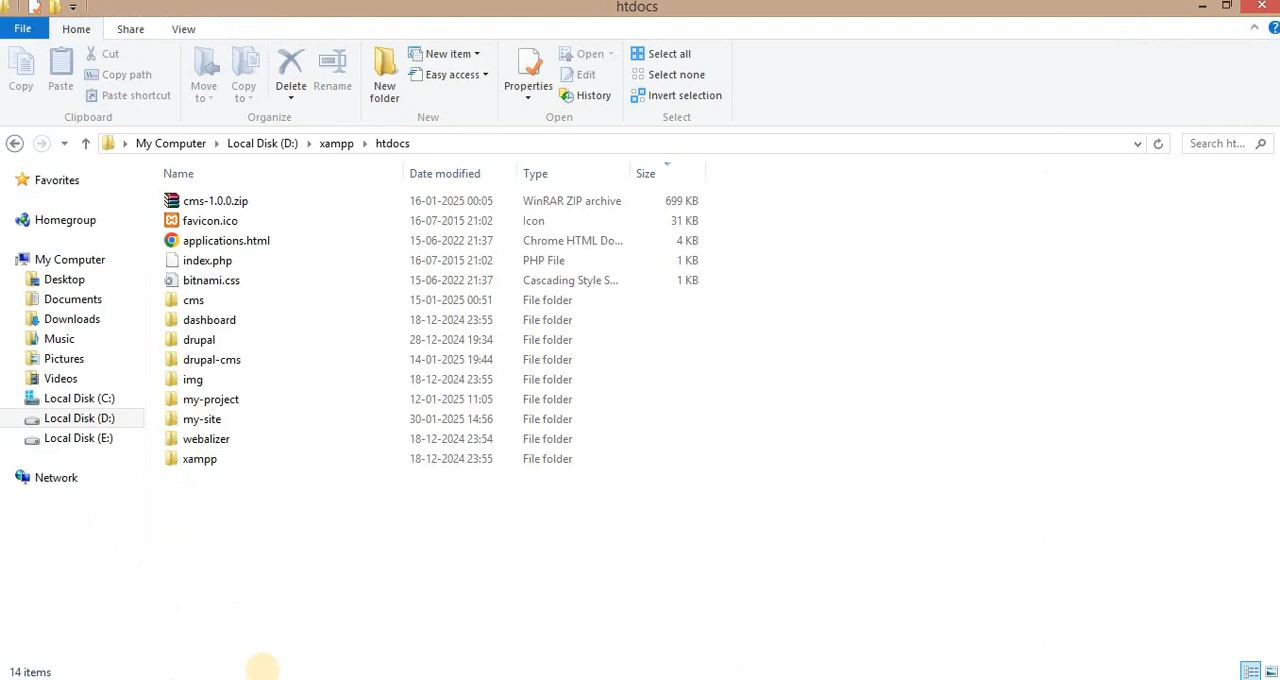 htdocs
File Home Share View
Copy Paste Cut Copy path Paste shortcut Clipboard
Move to Copy to Delete Rename Organize
New folder New item Easy access New
Properties Open Edit History Open
Select all Select none Invert selection Select
My Computer Local Disk (D:) xampp htdocs Search ht...
Favorites
Homegroup
My Computer
Desktop
Documents
Downloads
Music
Pictures
Videos
Local Disk (C:)
Local Disk (D:)
Local Disk (E:)
Network
Name Date modified Type Size
cms-1.0.0.zip 16-01-2025 00:05 WinRAR ZIP archive 699 KB
favicon.ico 16-07-2015 21:02 Icon 31 KB
applications.html 15-06-2022 21:37 Chrome HTML Do... 4 KB
index.php 16-07-2015 21:02 PHP File 1 KB
bitnami.css 15-06-2022 21:37 Cascading Style S... 1 KB
cms 15-01-2025 00:51 File folder
dashboard 18-12-2024 23:55 File folder
drupal 28-12-2024 19:34 File folder
drupal-cms 14-01-2025 19:44 File folder
img 18-12-2024 23:55 File folder
my-project 12-01-2025 11:05 File folder
my-site 30-01-2025 14:56 File folder
webalizer 18-12-2024 23:54 File folder
xampp 18-12-2024 23:55 File folder
14 items